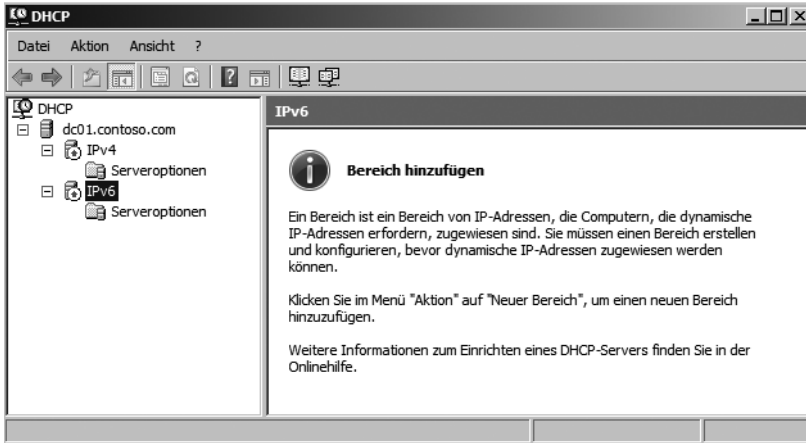 DHCP
Datei Aktion Ansicht ?
DHCP
dc01.contoso.com
IPv4
Serveroptionen
IPv6
Serveroptionen
IPv6
Bereich hinzufügen
Ein Bereich ist ein Bereich von IP-Adressen, die Computern, die dynamische
IP-Adressen erfordern, zugewiesen sind. Sie müssen einen Bereich erstellen
und konfigurieren, bevor dynamische IP-Adressen zugewiesen werden
können.
Klicken Sie im Menü "Aktion" auf "Neuer Bereich", um einen neuen Bereich
hinzuzufügen.
Weitere Informationen zum Einrichten eines DHCP-Servers finden Sie in der
Onlinehilfe.